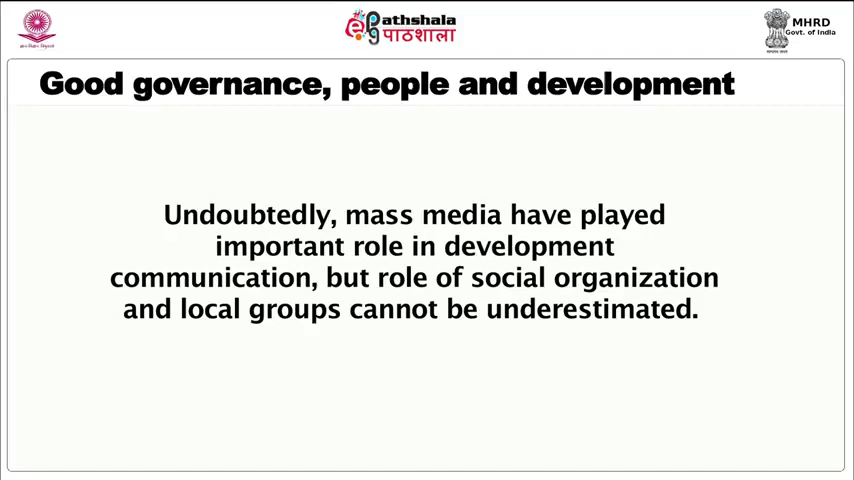 ePathshala
पाठशाला
MHRD
Govt. of India
Good governance, people and development
Undoubtedly, mass media have played
important role in development
communication, but role of social organization
and local groups cannot be underestimated.